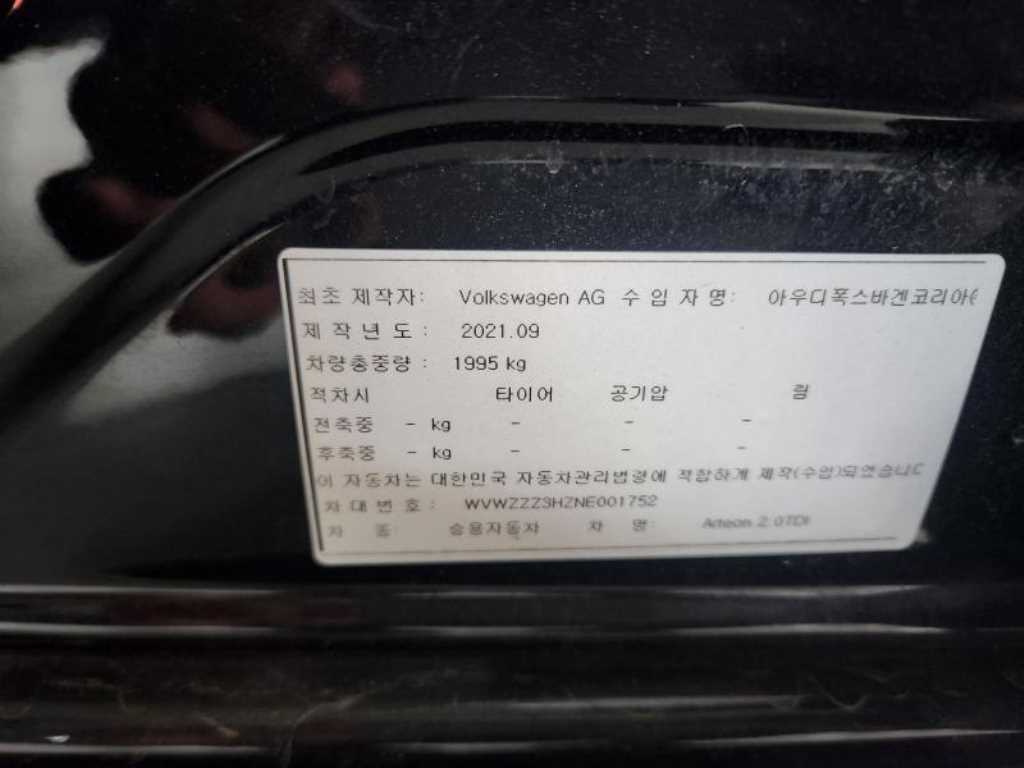 최초 제작자: Volkswagen AG 수 입 자 명: 아우디폭스바겐코리아(
제 작 년 도 : 2021.09
차량총중량 : 1995 kg
적차시 타이어 공기압 림
전축중 - kg - - -
후축중 - kg - - -
이 자동차는 대한민국 자동차관리법령에 적합하게 제작(수입)되었습니다
차 대 번 호 : WVWZZZ3HZNE001752
차 종: 승용자동차 차 명: Arteon 2.0TDI